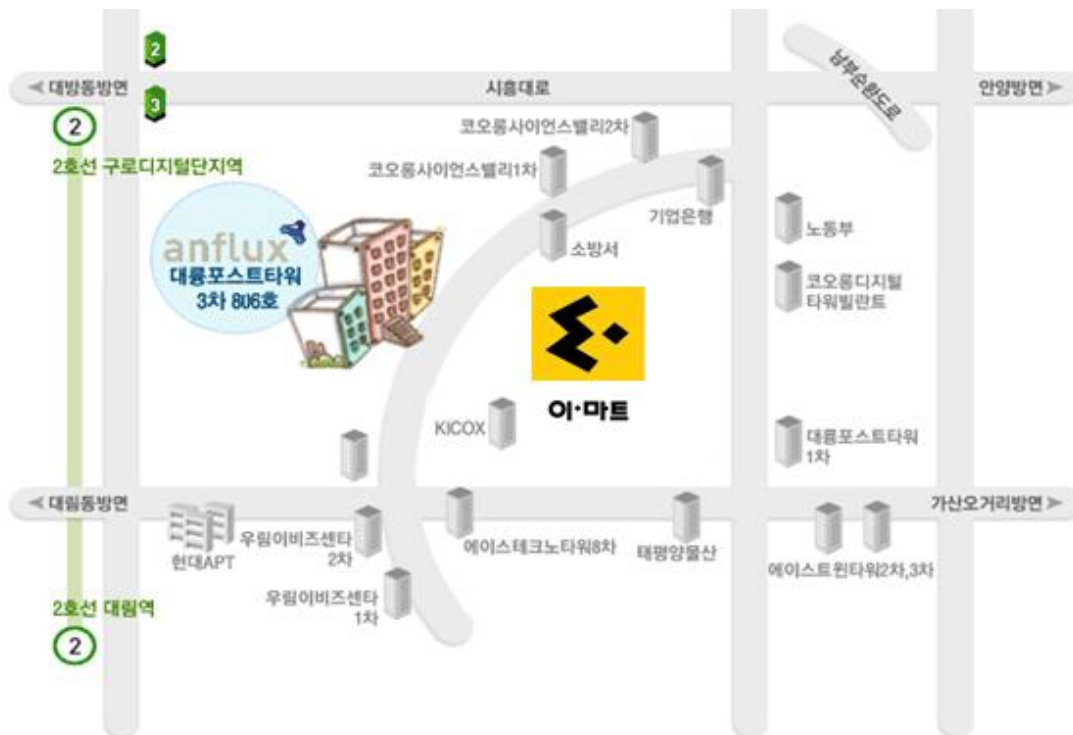 2
대방동방면
시흥대로
남부순환도로
안양방면
3
2
2호선 구로디지털단지역
코오롱사이언스밸리2차
코오롱사이언스밸리1차
기업은행
노동부
소방서
anflux
대륭포스트타워
3차 806호
코오롱디지털
타워빌란트
이·마트
KICOX
대륭포스트타워
1차
대림동방면
가산오거리방면
현대APT
우림이비즈센타
2차
에이스테크노타워8차
태평양물산
에이스트윈타워2차,3차
우림이비즈센타
1차
2호선 대림역
2